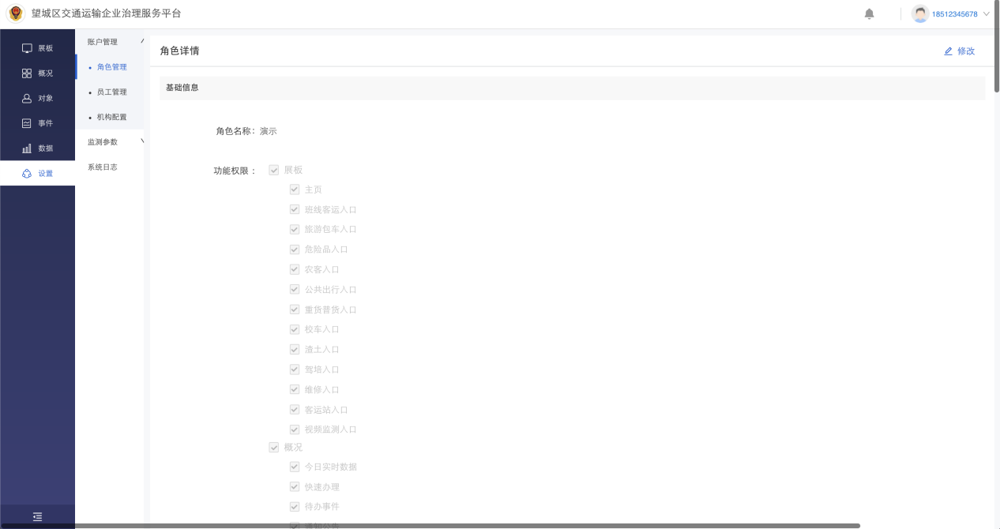 望城区交通运输企业治理服务平台
18512345678
展板
概况
对象
事件
数据
设置
账户管理
角色管理
员工管理
机构配置
监测参数
系统日志
角色详情
修改
基础信息
角色名称：演示
功能权限：
展板
主页
班线客运入口
旅游包车入口
危险品入口
农客入口
公共出行入口
重货普货入口
校车入口
渣土入口
驾培入口
维修入口
客运站入口
视频监测入口
概况
今日实时数据
快速办理
待办事件
通知公告